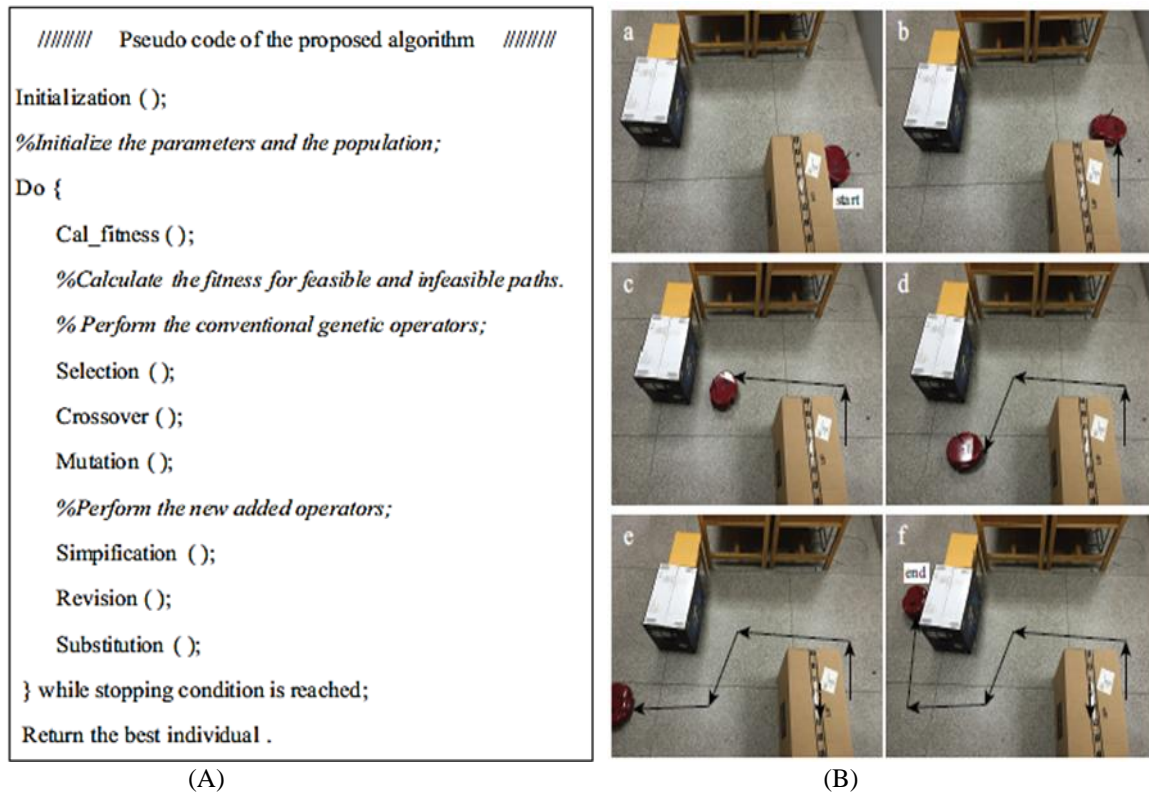 ////////// Pseudo code of the proposed algorithm //////////
Initialization ( );
%Initialize the parameters and the population;
Do {
Cal_fitness ( );
%Calculate the fitness for feasible and infeasible paths.
% Perform the conventional genetic operators;
Selection ( );
Crossover ( );
Mutation ( );
%Perform the new added operators;
Simpification ( );
Revision ( );
Substitution ( );
} while stopping condition is reached;
Return the best individual .
(A)
a
start
b
c
d
e
f
end
(B)